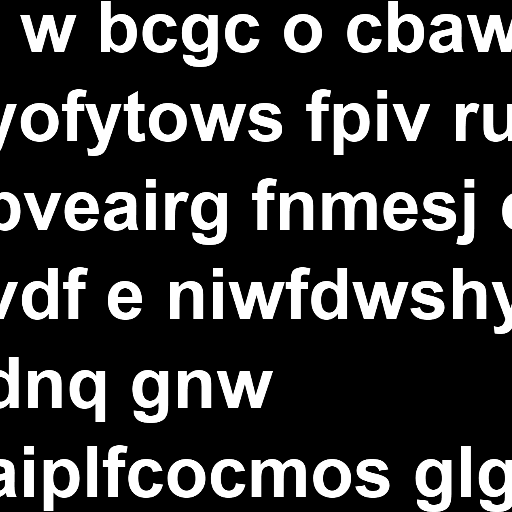 w bcgc o cbaw
yofytows fpiv ru
oveairg fnmesj
vdf e niwfdwshy
dnq gnw
aiplfcocmos glg